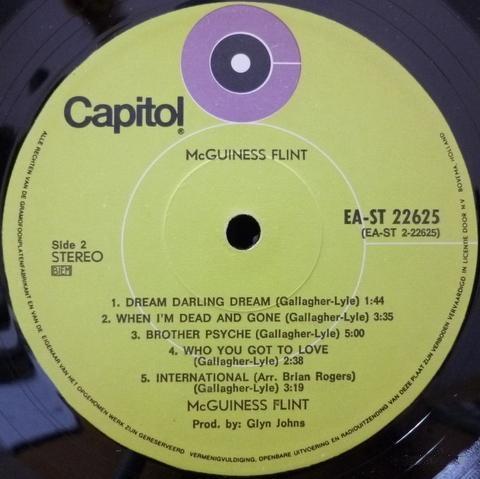 Capitol
®
McGUINESS FLINT
EA-ST 22625
(EA-ST 2-22625)
Side 2
STEREO
BIEM
1. DREAM DARLING DREAM (Gallagher-Lyle) 1:44
2. WHEN I'M DEAD AND GONE (Gallagher-Lyle) 3:35
3. BROTHER PSYCHE (Gallagher-Lyle) 5:00
4. WHO YOU GOT TO LOVE
(Gallagher-Lyle) 2:38
5. INTERNATIONAL (Arr. Brian Rogers)
(Gallagher-Lyle) 3:19
McGUINESS FLINT
Prod. by: Glyn Johns
ALLE RECHTEN VAN DE GRAMOFOONPLATENFABRIKANT EN VAN DE EIGENAAR VAN HET OPGENOMEN WERK ZIJN GERESERVEERD VERMENIGVULDIGING, OPENBARE UITVOERING EN RADIOUITZENDING VAN DEZE PLAAT VERBODEN VERVAARDIGD IN LICENTIE DOOR N V BOVEMA, HOLLAND